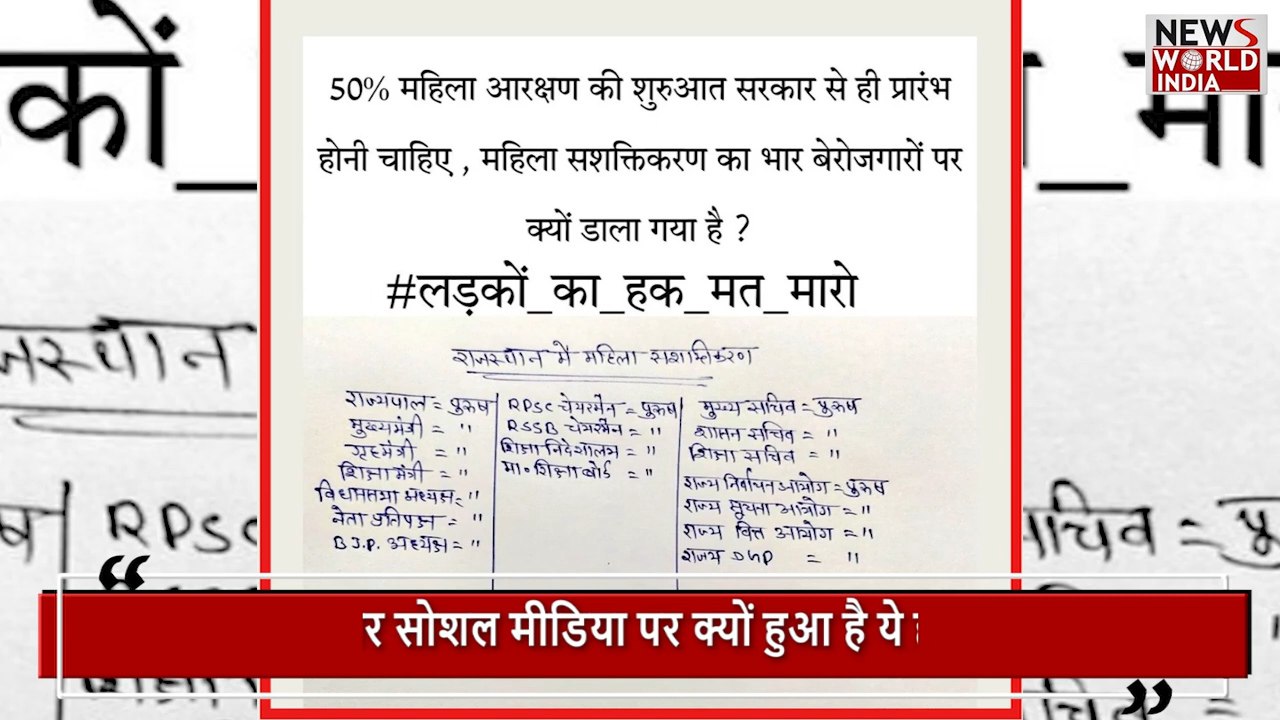 NEWS
WORLD
INDIA
50% महिला आरक्षण की शुरुआत सरकार से ही प्रारंभ
होनी चाहिए , महिला सशक्तिकरण का भार बेरोजगारों पर
क्यों डाला गया है ?
#लड़कों_का_हक_मत_मारो
राजस्थान में महिला सशक्तिकरण
राज्यपाल = पुरुष
मुख्यमंत्री = "
गृहमंत्री = "
शिक्षामंत्री = "
विधानसभा अध्यक्ष = "
नेता प्रतिपक्ष = "
B.J.P. अध्यक्ष = "
RPSC चेयरमैन = पुरुष
RSSB चेयरमैन = "
शिक्षा निदेशालय = "
मा॰ शिक्षा बोर्ड = "
मुख्य सचिव = पुरुष
शासन सचिव = "
शिक्षा सचिव = "
राज्य निर्वाचन आयोग = पुरुष
राज्य सूचना आयोग = "
राज्य वित्त आयोग = "
राज्य = "
र सोशल मीडिया पर क्यों हुआ है ये